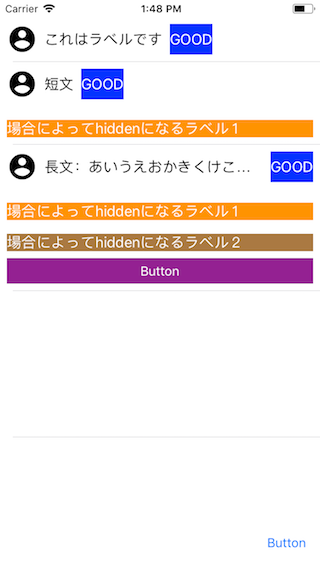 Carrier 1:48 PM
これはラベルです GOOD
短文 GOOD
場合によってhiddenになるラベル１
長文：あいうえおかきくけこ... GOOD
場合によってhiddenになるラベル１
場合によってhiddenになるラベル２
Button
Button